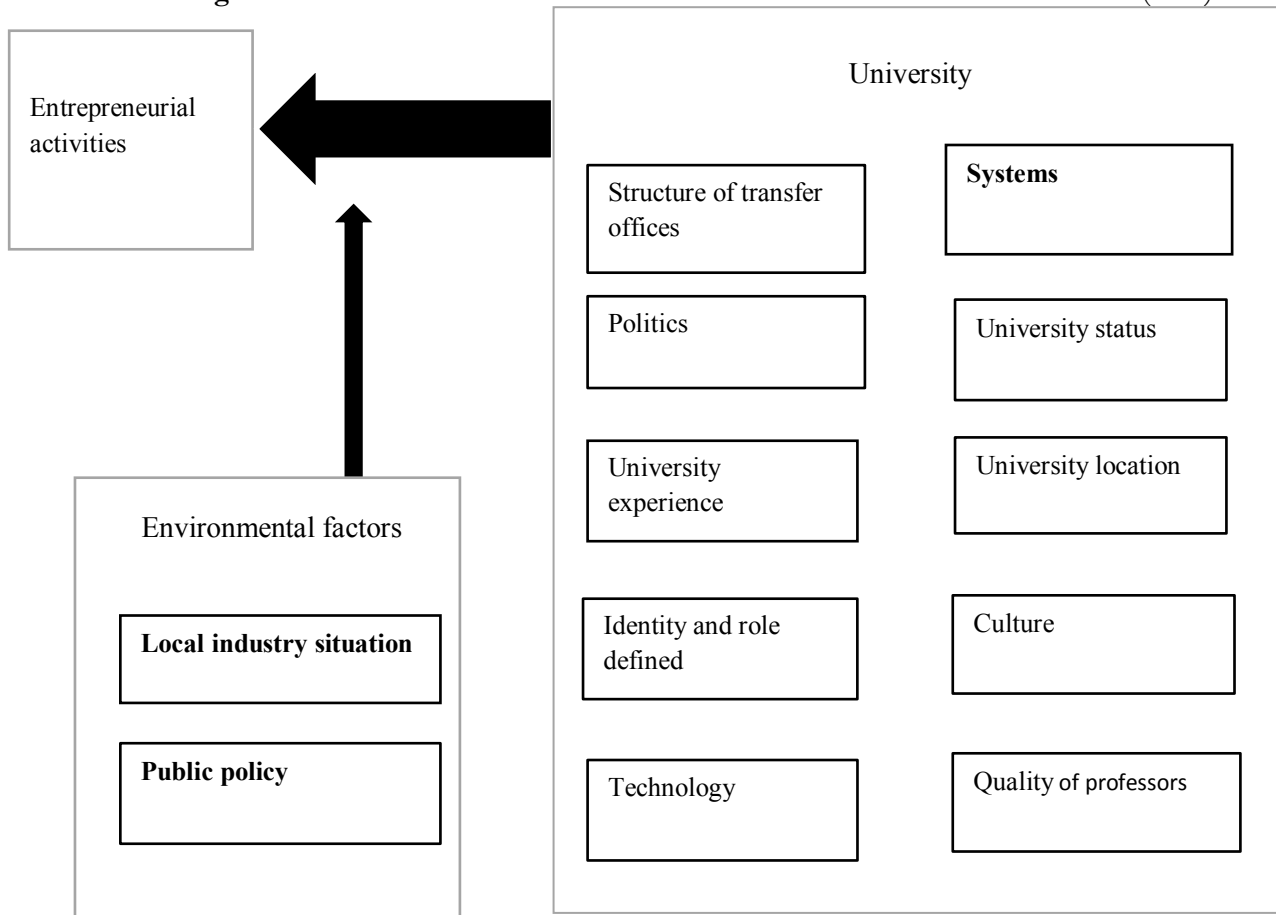 Entrepreneurial
activities
University
Structure of transfer
offices
Systems
Politics
University status
University
experience
University location
Identity and role
defined
Culture
Technology
Quality of professors
Environmental factors
Local industry situation
Public policy